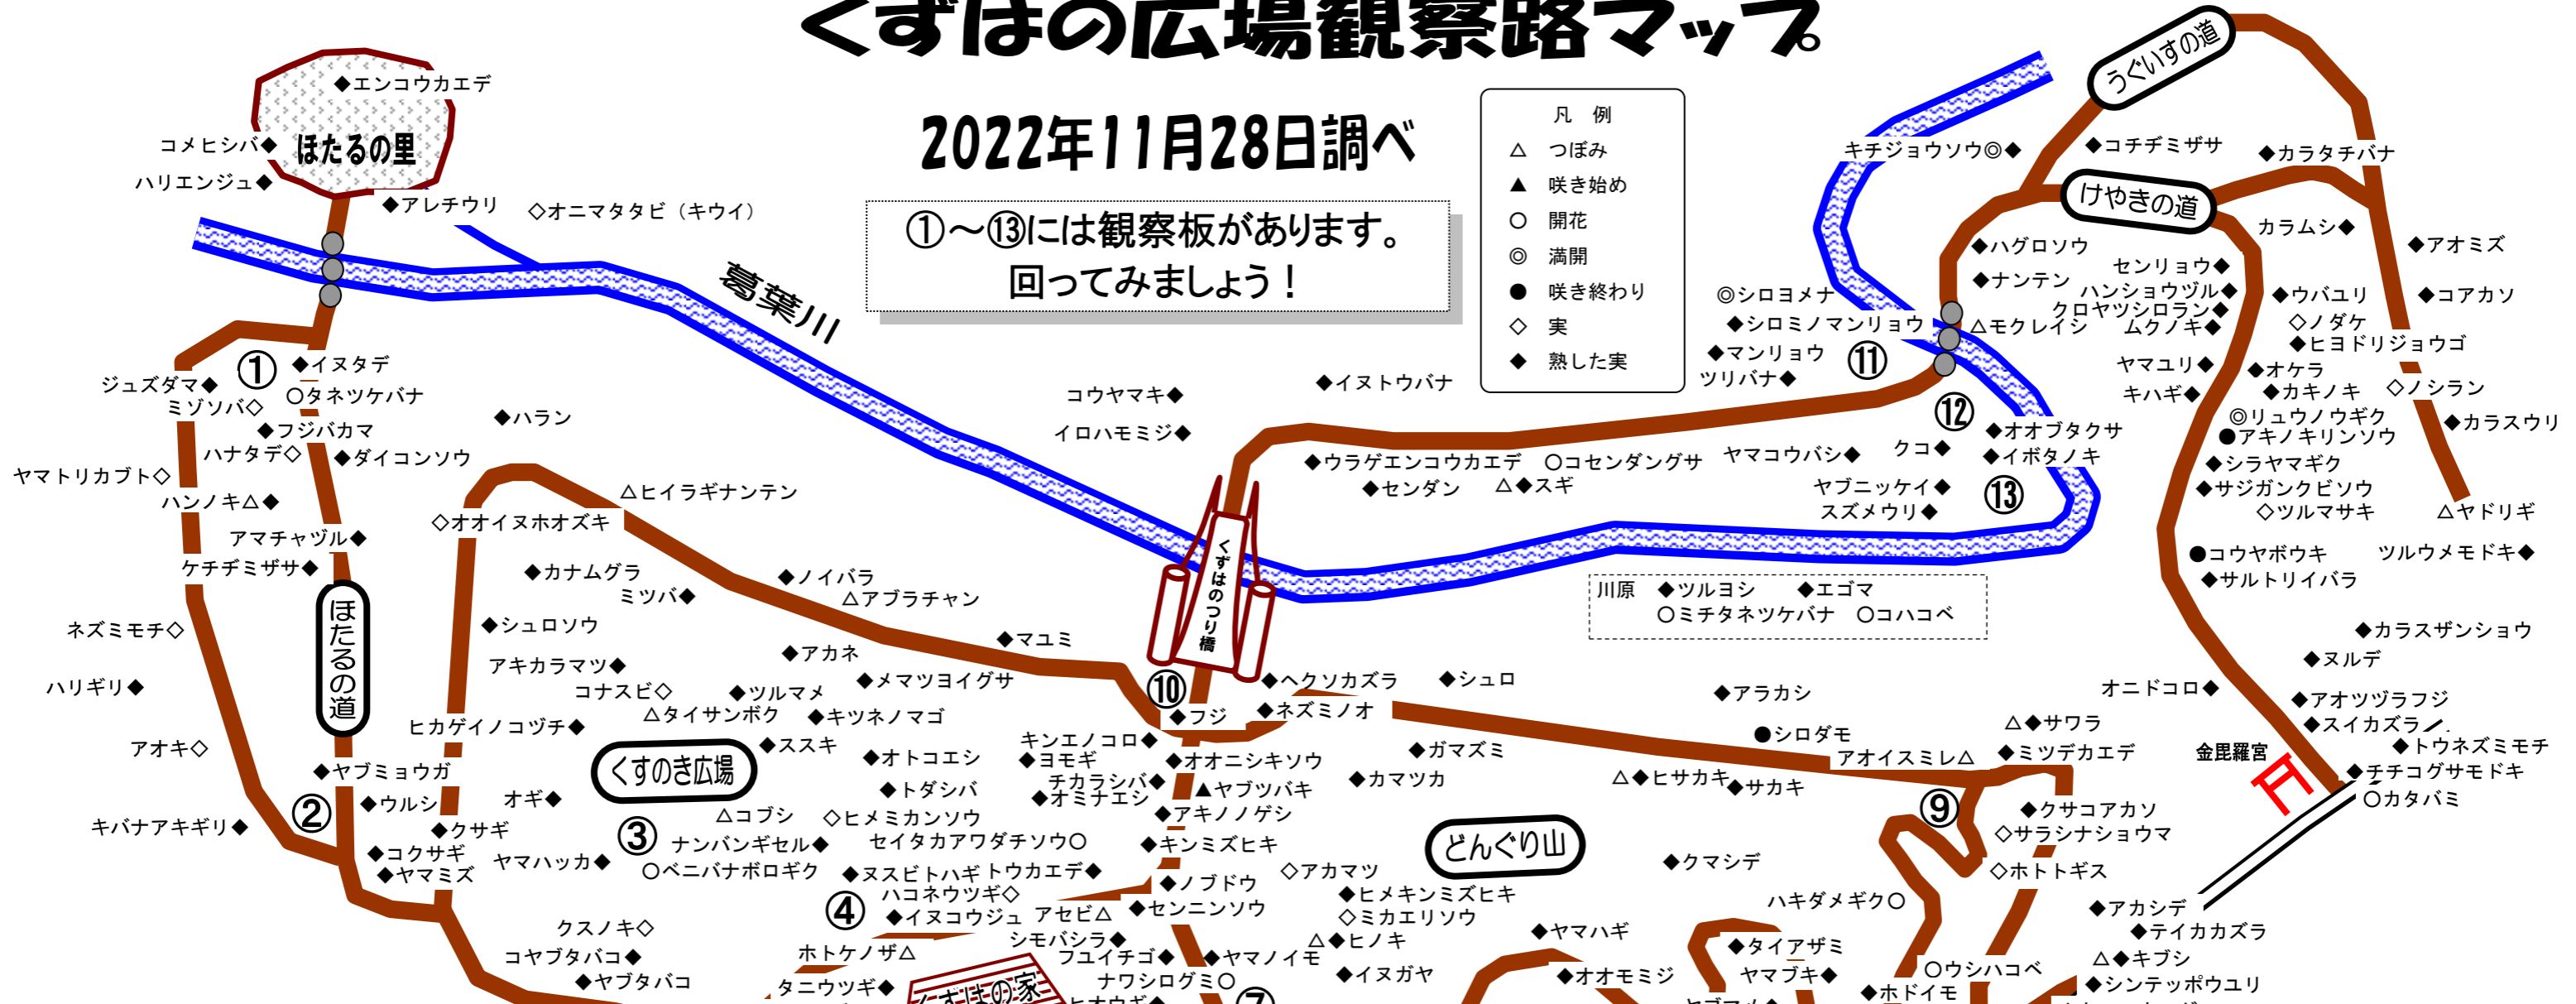 くずはの広場観察路マップ。
2022年11月28日調べ
①～⑬には観察板があります。
回ってみましょう！
凡　例
△　つぼみ
▲　咲き始め
○　開花
◎　満開
●　咲き終わり
◇　実
◆　熟した実
うぐいすの道
けやきの道
◆エンコウカエデ
コメヒシバ◆
ほたるの里
ハリエンジュ◆
◆アレチウリ
◇オニマタタビ（キウイ）
葛葉川
キチジョウソウ◎◆
◆コチヂミザサ
◆カラタチバナ
カラムシ◆
◆アオミズ
◆ハグロソウ
センリョウ◆
◆ナンテン
ハンショウヅル◆
クロヤツシロラン◆
△モクレイシ
ムクノキ◆
◆ウバユリ
◆コアカソ
◇ノダケ
◆ヒヨドリジョウゴ
◎シロヨメナ
◆シロミノマンリョウ
◆マンリョウ
ツリバナ◆
⑪
ヤマユリ◆
◆オケラ
キハギ◆
◆カキノキ
◇ノシラン
◎リュウノウギク
◆カラスウリ
●アキノキリンソウ
◆シラヤマギク
◆サジガンクビソウ
◇ツルマサキ
△ヤドリギ
●コウヤボウキ
ツルウメモドキ◆
◆サルトリイバラ
①
◆イヌタデ
ジュズダマ◆
○タネツケバナ
ミゾソバ◇
◆フジバカマ
ハナタデ◇
◆ダイコンソウ
ヤマトリカブト◇
ハンノキ△◆
アマチャヅル◆
ケチヂミザサ◆
ほたるの道
◆ハラン
△ヒイラギナンテン
◇オオイヌホオズキ
コウヤマキ◆
◆イヌトウバナ
イロハモミジ◆
◆ウラゲエンコウカエデ
○コセンダングサ
◆センダン
△◆スギ
ヤマコウバシ◆
クコ◆
⑫
◆オオブタクサ
◆イボタノキ
ヤブニッケイ◆
⑬
スズメウリ◆
くずはのつり橋
川原　◆ツルヨシ　◆エゴマ
○ミチタネツケバナ　○コハコベ
◆カナムグラ
ミツバ◆
◆ノイバラ
△アブラチャン
◆シュロソウ
◆マユミ
ネズミモチ◇
アキカラマツ◆
◆アカネ
ハリギリ◆
コナスビ◇
◆ツルマメ
◆メマツヨイグサ
△タイサンボク
◆キツネノマゴ
ヒカゲイノコヅチ◆
⑩
◆ヘクソカズラ
◆シュロ
◆フジ
◆ネズミノオ
◆アラカシ
●シロダモ
◆カラスザンショウ
◆ヌルデ
オニドコロ◆
◆アオツヅラフジ
△◆サワラ
◆スイカズラ
金毘羅宮
◆トウネズミモチ
◆チチコグサモドキ
○カタバミ
アオキ◇
くすのき広場
◆ススキ
◆オトコエシ
キンエノコロ◆
◆ヨモギ
◆オオニシキソウ
◆ガマズミ
アオイスミレ△
◆ミツデカエデ
◆ヤブミョウガ
チカラシバ◆
◆カマツカ
△◆ヒサカキ
◆サカキ
②
◆ウルシ
オギ◆
◆トダシバ
◆オミナエシ
▲ヤブツバキ
⑨
◆クサコアカソ
キバナアキギリ◆
◆クサギ
③
△コブシ
◇ヒメミカンソウ
◆アキノノゲシ
◇サラシナショウマ
ナンバンギセル◆
セイタカアワダチソウ○
◆キンミズヒキ
どんぐり山
◆コクサギ
ヤマハッカ◆
◆クマシデ
◆ヤマミズ
○ベニバナボロギク
◆ヌスビトハギ
トウカエデ◆
◇アカマツ
◇ホトトギス
ハコネウツギ◇
◆ノブドウ
◆ヒメキンミズヒキ
ハキダメギク○
④
◆イヌコウジュ
アセビ△
◆センニンソウ
◇ミカエリソウ
◆アカシデ
クスノキ◇
シモバシラ◆
△◆ヒノキ
◆ヤマハギ
◆テイカカズラ
コヤブタバコ◆
ホトケノザ△
フユイチゴ◆
◆ヤマノイモ
◆タイアザミ
△◆キブシ
◆ヤブタバコ
タニウツギ◆
くずはの家
ナワシログミ○
◆イヌガヤ
◆オオモミジ
ヤマブキ◆
○ウシハコベ
◆シンテッポウユリ
ヒオウギ◆
⑦
ヤブマメ◆
◆ホドイモ